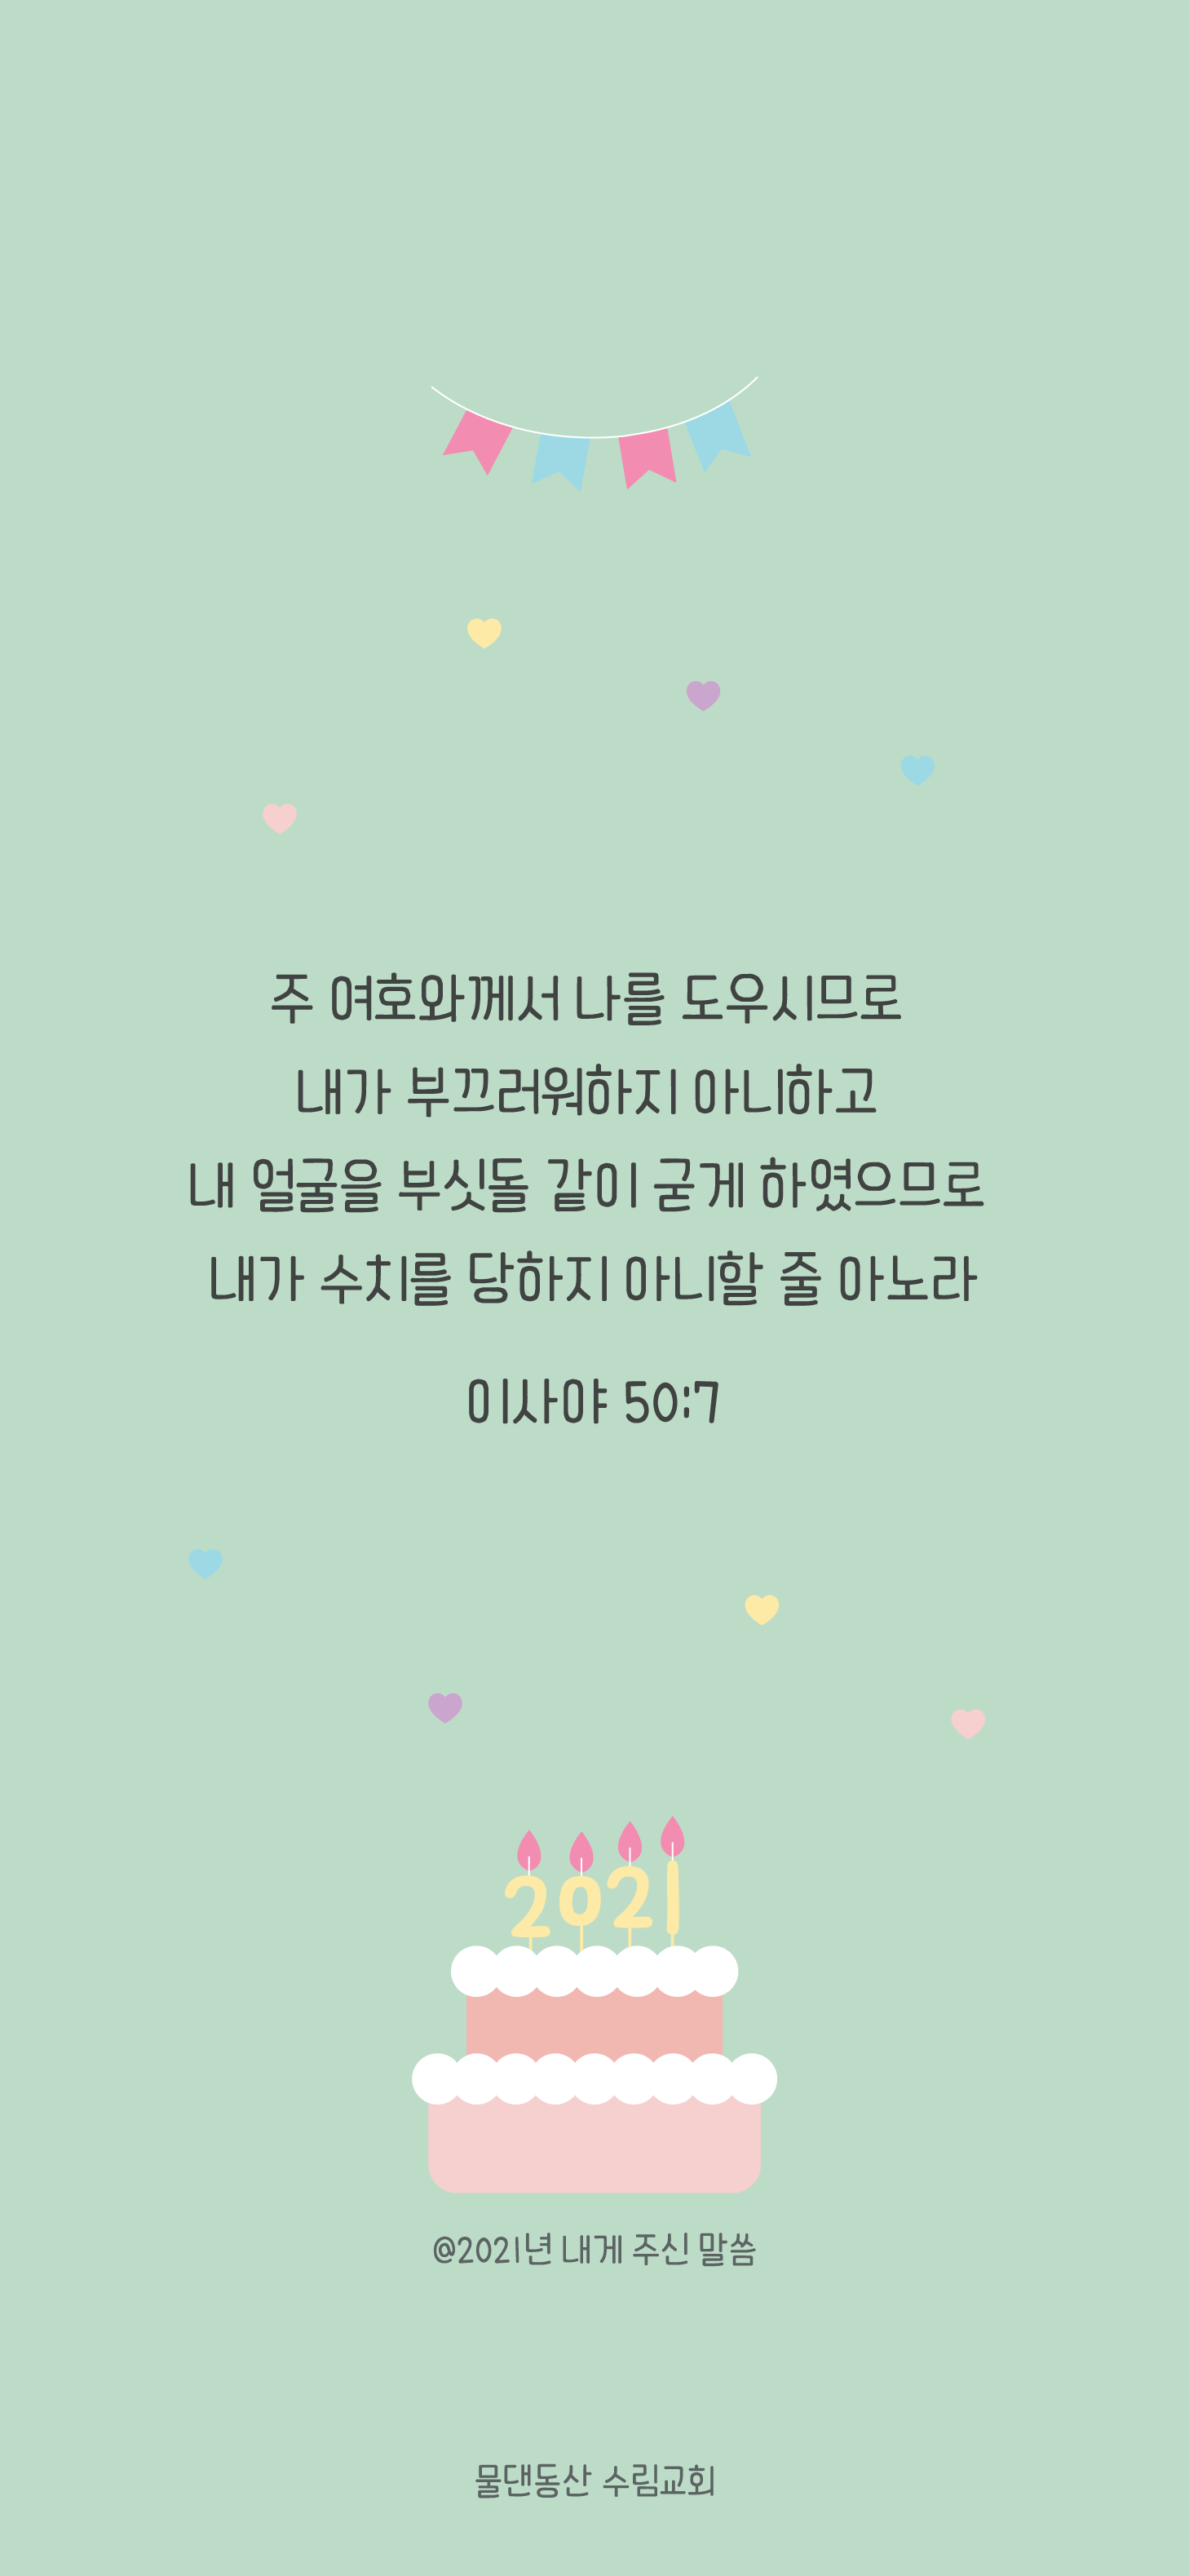 주 여호와께서 나를 도우시므로
내가 부끄러워하지 아니하고
내 얼굴을 부싯돌 같이 굳게 하였으므로
내가 수치를 당하지 아니할 줄 아노라
이사야 50:7
2021
@2021년 내게 주신 말씀
물댄동산 수림교회